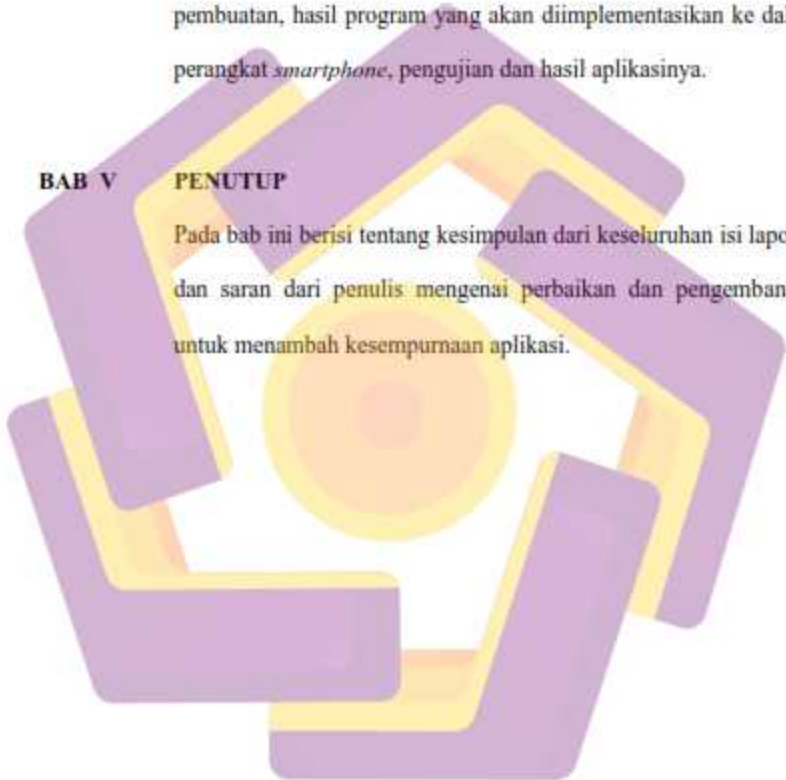 pembuatan, hasil program yang akan diimplementasikan ke dal
perangkat smartphone, pengujian dan hasil aplikasinya.
BAB V PENUTUP
Pada bab ini berisi tentang kesimpulan dari keseluruhan isi lapo
dan saran dari penulis mengenai perbaikan dan pengemban
untuk menambah kesempurnaan aplikasi.